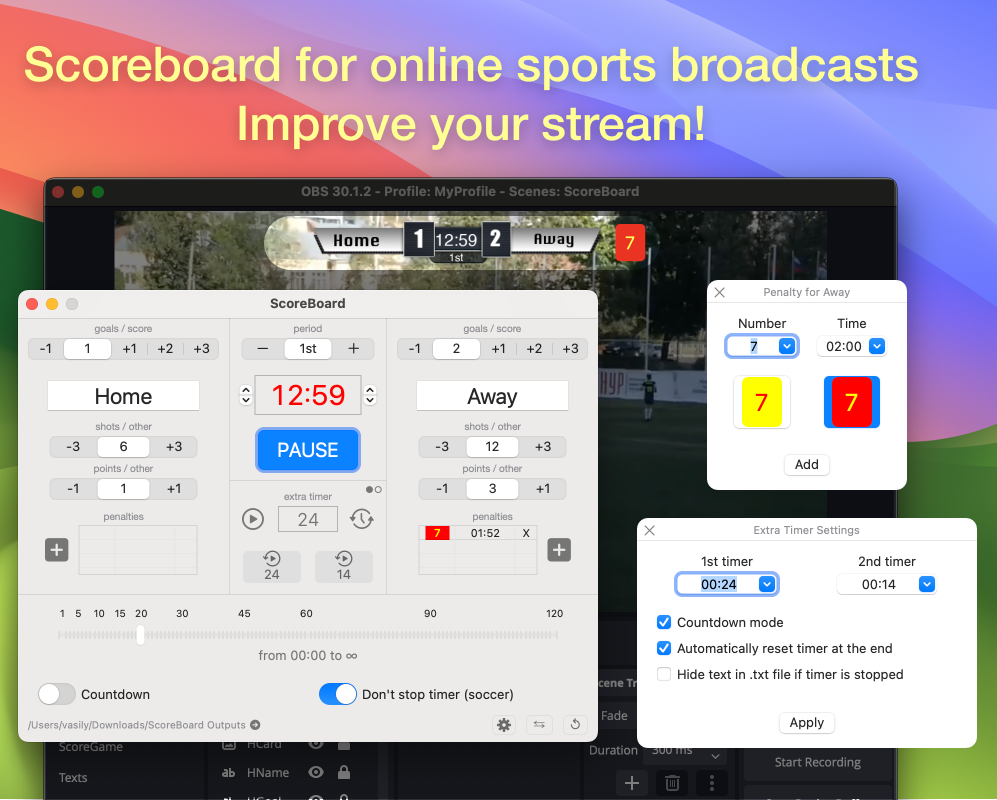 Scoreboard for online sports broadcasts
Improve your stream!
OBS 30.1.2 - Profile: MyProfile - Scenes: ScoreBoard
Home 1 12:59 2 Away 7
1st
ScoreBoard
goals / score
-1 1 +1 +2 +3
Home
shots / other
-3 6 +3
points / other
-1 1 +1
penalties
period
− 1st +
12:59
PAUSE
extra timer
24
24 14
goals / score
-1 2 +1 +2 +3
Away
shots / other
-3 12 +3
points / other
-1 3 +1
penalties
7 01:52 X
1 5 10 15 20 30 45 60 90 120
from 00:00 to ∞
Countdown
Don't stop timer (soccer)
/Users/vasily/Downloads/ScoreBoard Outputs
Penalty for Away
Number Time
7 02:00
7 7
Add
Extra Timer Settings
1st timer 2nd timer
00:24 00:14
Countdown mode
Automatically reset timer at the end
Hide text in .txt file if timer is stopped
Apply
ScoreGame
Texts
HCard
ab HName
Fade
Duration 300 ms
Start Recording